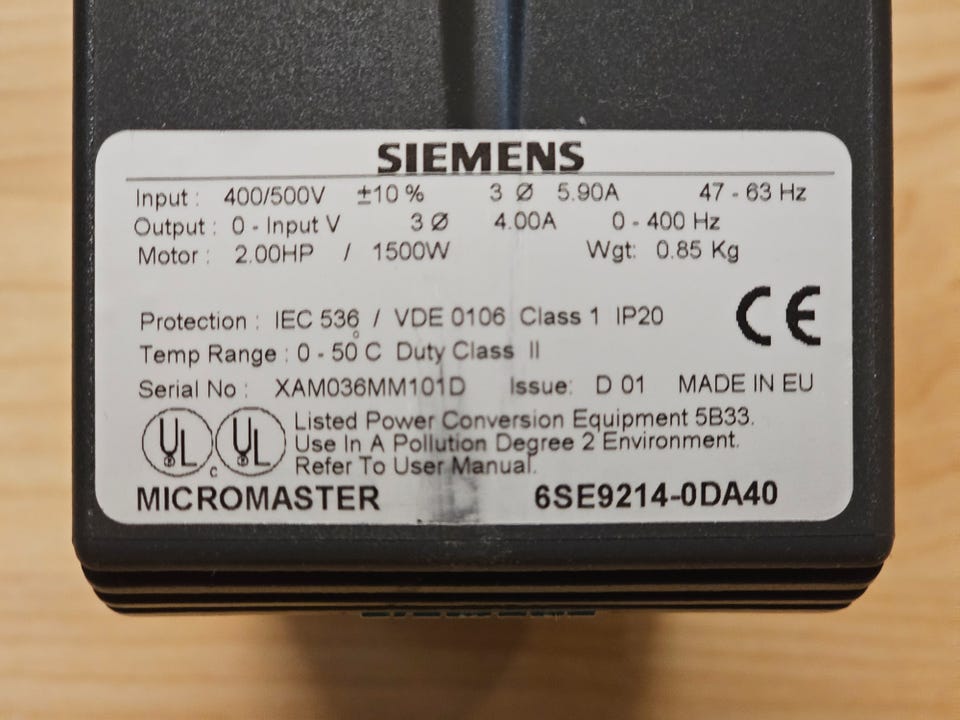 SIEMENS
Input : 400/500V ±10 % 3 Ø 5.90A 47 - 63 Hz
Output : 0 - Input V 3 Ø 4.00A 0 - 400 Hz
Motor : 2.00HP / 1500W Wgt: 0.85 Kg
Protection : IEC 536 / VDE 0106 Class 1 IP20
CE
Temp Range : 0 - 50°C Duty Class II
Serial No : XAM036MM101D Issue: D 01 MADE IN EU
UL c UL
Listed Power Conversion Equipment 5B33.
Use In A Pollution Degree 2 Environment.
Refer To User Manual.
MICROMASTER 6SE9214-0DA40